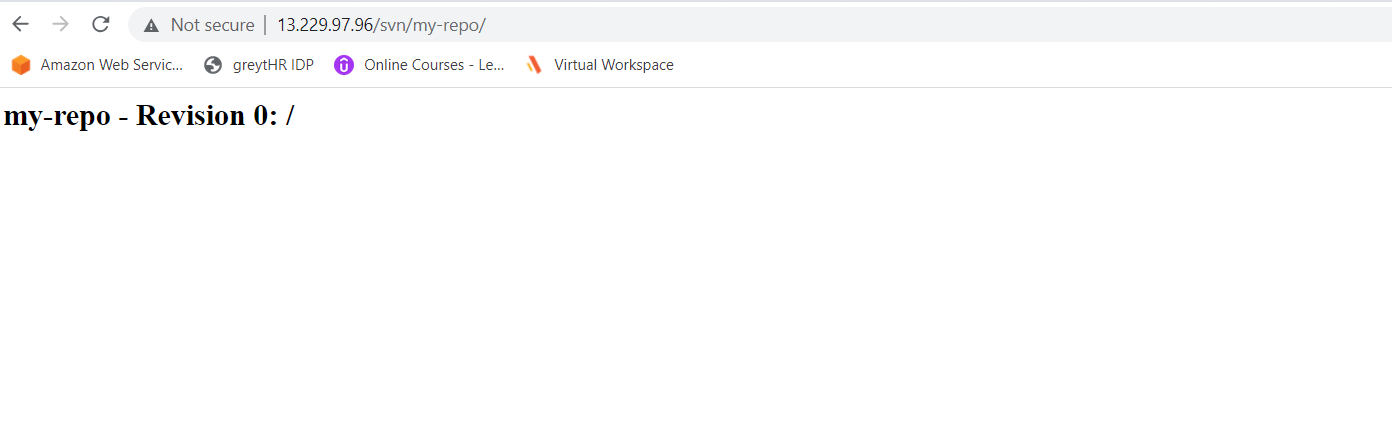 Not secure | 13.229.97.96/svn/my-repo/
Amazon Web Servic... greytHR IDP Online Courses - Le... Virtual Workspace
my-repo - Revision 0: /